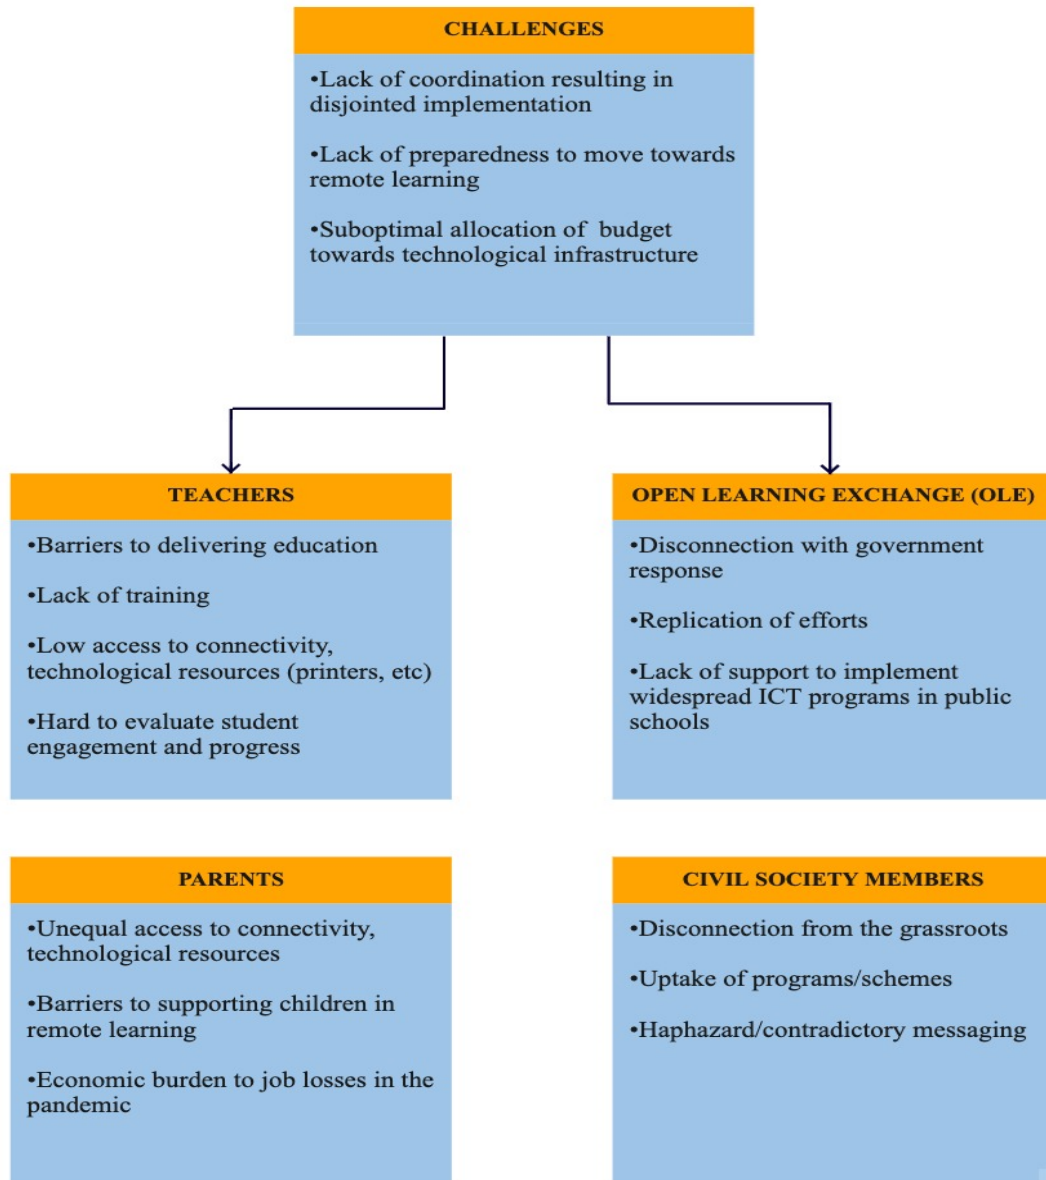 CHALLENGES
•Lack of coordination resulting in
disjointed implementation
•Lack of preparedness to move towards
remote learning
•Suboptimal allocation of budget
towards technological infrastructure
TEACHERS
•Barriers to delivering education
•Lack of training
•Low access to connectivity,
technological resources (printers, etc)
•Hard to evaluate student
engagement and progress
OPEN LEARNING EXCHANGE (OLE)
•Disconnection with government
response
•Replication of efforts
•Lack of support to implement
widespread ICT programs in public
schools
PARENTS
•Unequal access to connectivity,
technological resources
•Barriers to supporting children in
remote learning
•Economic burden to job losses in the
pandemic
CIVIL SOCIETY MEMBERS
•Disconnection from the grassroots
•Uptake of programs/schemes
•Haphazard/contradictory messaging